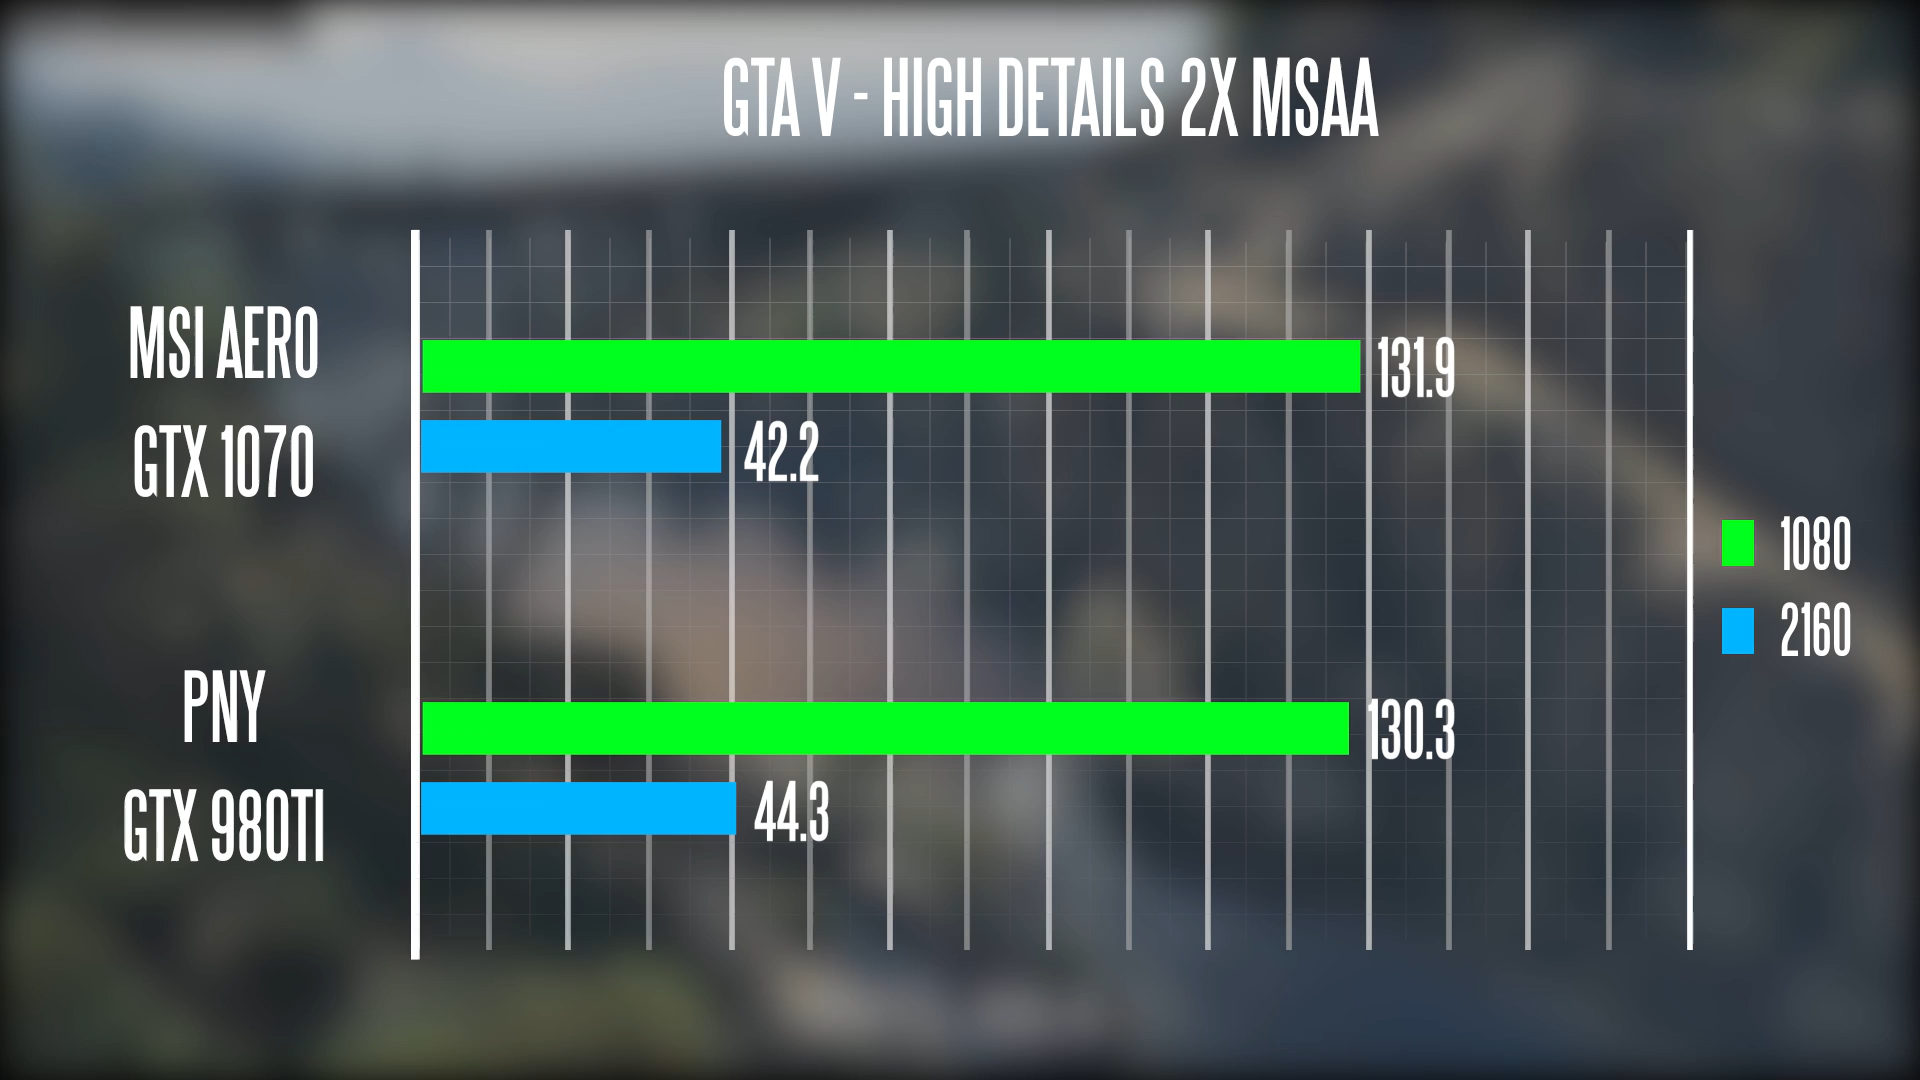 GTA V - HIGH DETAILS 2X MSAA
MSI AERO
GTX 1070
131.9
42.2
PNY
GTX 980TI
130.3
44.3
1080
2160